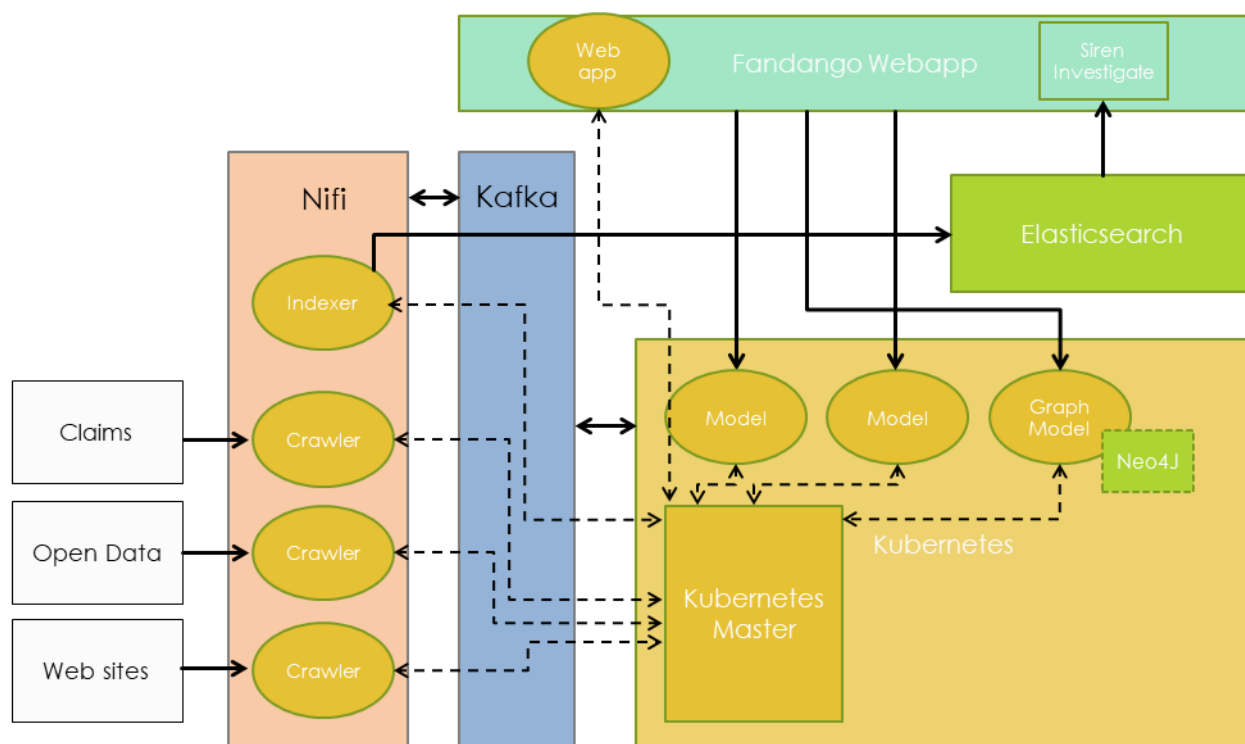 Web
app
Fandango Webapp
Siren
Investigate
Nifi
Kafka
Elasticsearch
Indexer
Claims
Crawler
Model
Model
Graph
Model
Neo4J
Open Data
Crawler
Kubernetes
Kubernetes
Master
Web sites
Crawler